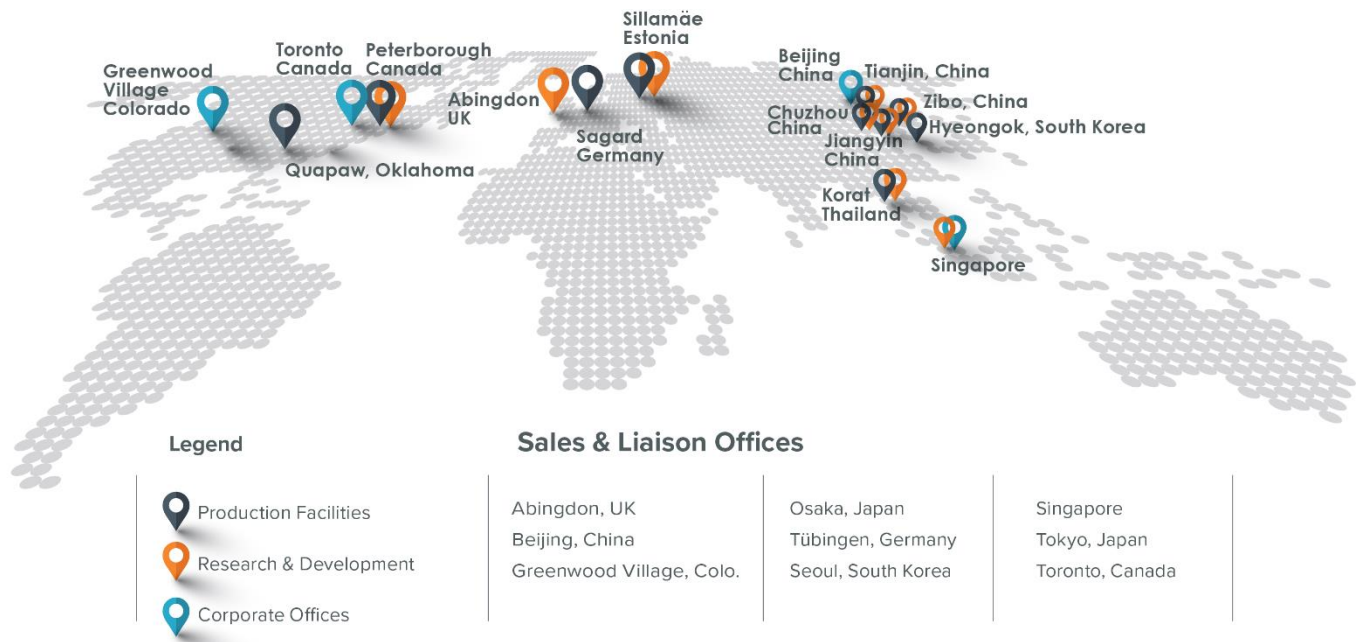 Sillamäe
Estonia
Toronto
Canada
Peterborough
Canada
Beijing
China
Tianjin, China
Greenwood
Village
Colorado
Abingdon
UK
Zibo, China
Chuzhou
China
Hyeongok, South Korea
Sagard
Germany
Jiangyin
China
Quapaw, Oklahoma
Korat
Thailand
Singapore
Legend
Production Facilities
Research & Development
Corporate Offices
Sales & Liaison Offices
Abingdon, UK
Beijing, China
Greenwood Village, Colo.
Osaka, Japan
Tübingen, Germany
Seoul, South Korea
Singapore
Tokyo, Japan
Toronto, Canada